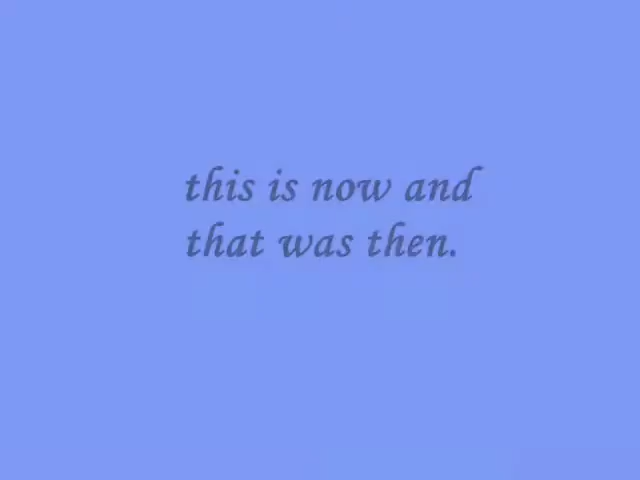 this is now and
that was then.